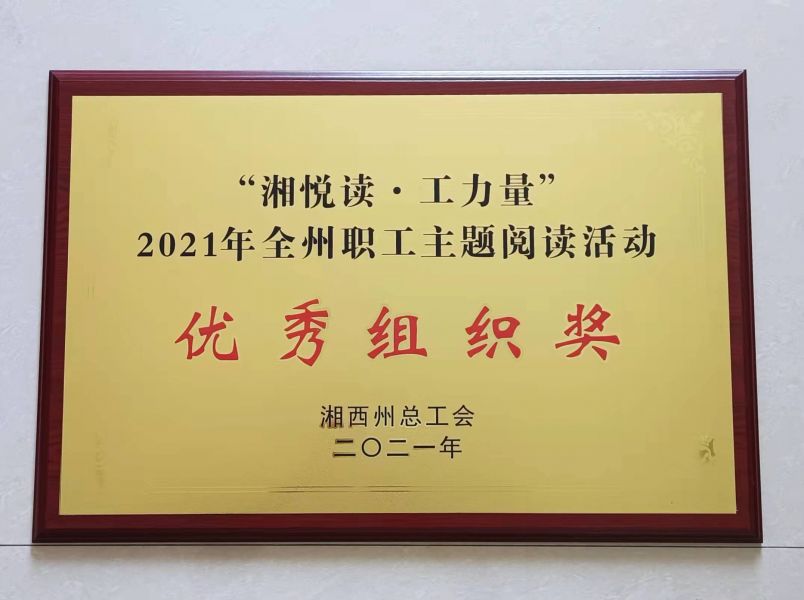 “湘悦读·工力量”
2021年全州职工主题阅读活动
优秀组织奖
湘西州总工会
二〇二一年